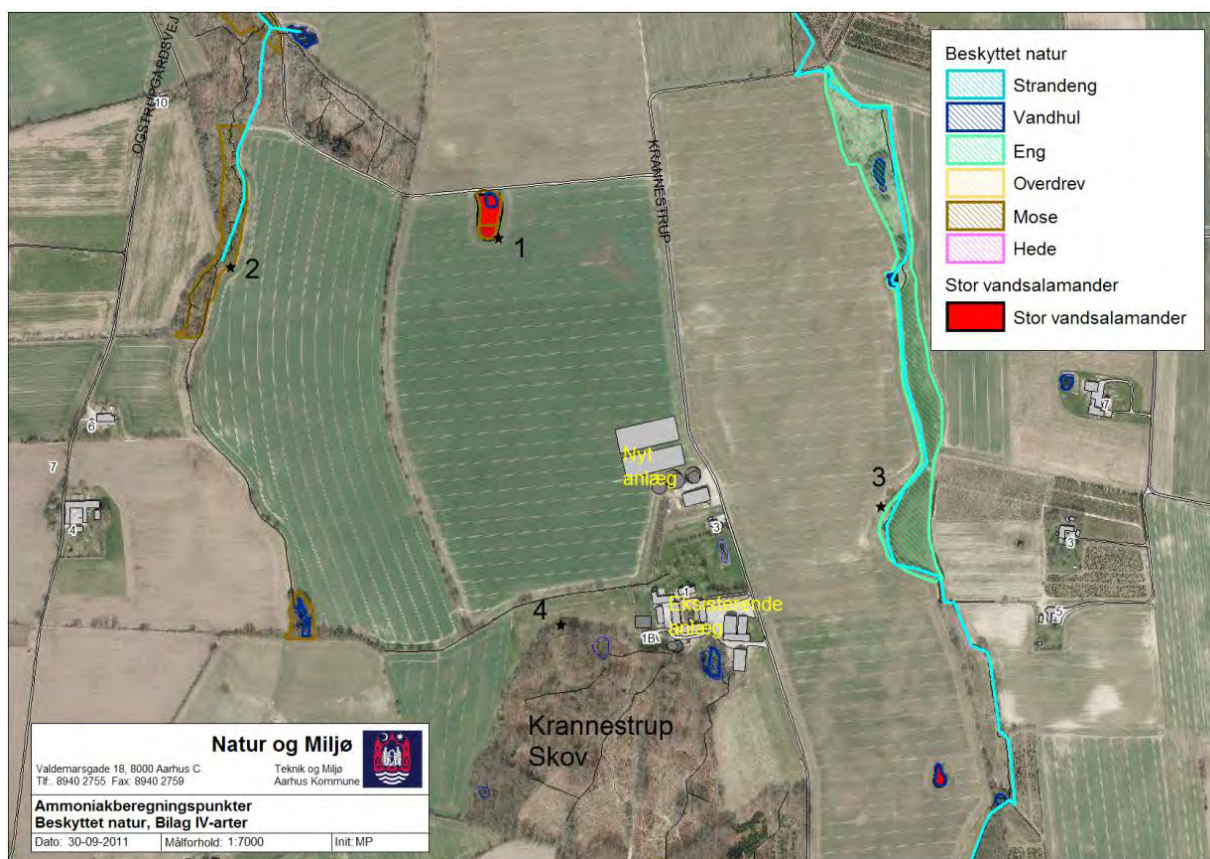 OGSTRUPGÅRDSVEJ
10
KRANNESTRUP
1
2
3
4
6
7
4
Nyt
anlæg
3
1
Eksisterende
anlæg
Krannestrup
Skov
7
3
5
Beskyttet natur
Strandeng
Vandhul
Eng
Overdrev
Mose
Hede
Stor vandsalamander
Stor vandsalamander
Natur og Miljø
Valdemarsgade 18, 8000 Aarhus C
Tlf.. 8940 2755 Fax: 8940 2759
Teknik og Miljø
Aarhus Kommune
Ammoniakberegningspunkter
Beskyttet natur, Bilag IV-arter
Dato: 30-09-2011
Målforhold: 1:7000
Init:MP